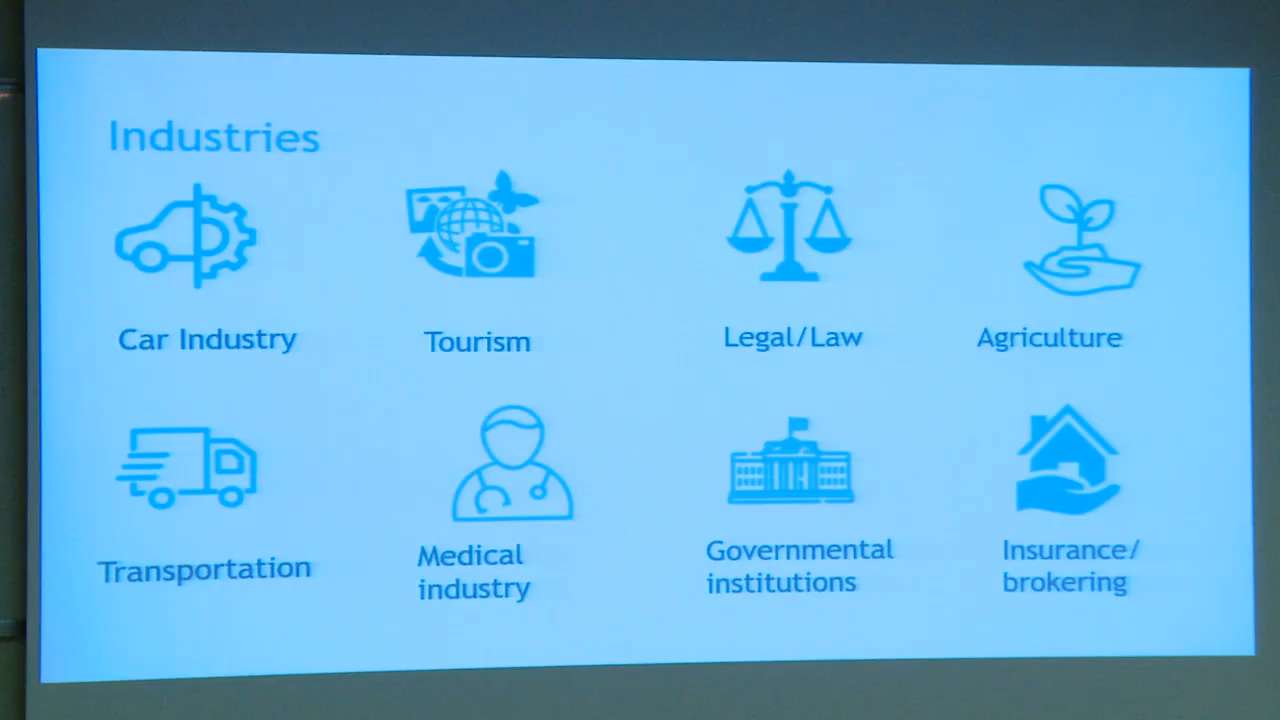 Industries
Car Industry
Tourism
Legal/Law
Agriculture
Transportation
Medical
industry
Governmental
institutions
Insurance/
brokering